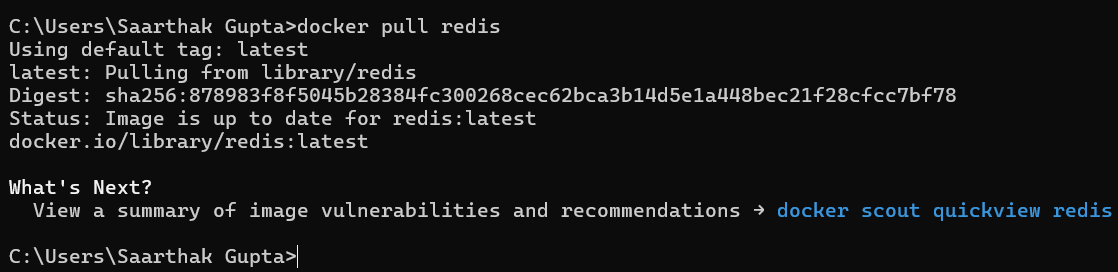 C:\Users\Saarthak Gupta>docker pull redis
Using default tag: latest
latest: Pulling from library/redis
Digest: sha256:878983f8f5045b28384fc300268cec62bca3b14d5e1a448bec21f28cfcc7bf78
Status: Image is up to date for redis:latest
docker.io/library/redis:latest
What's Next?
View a summary of image vulnerabilities and recommendations → docker scout quickview redis
C:\Users\Saarthak Gupta>